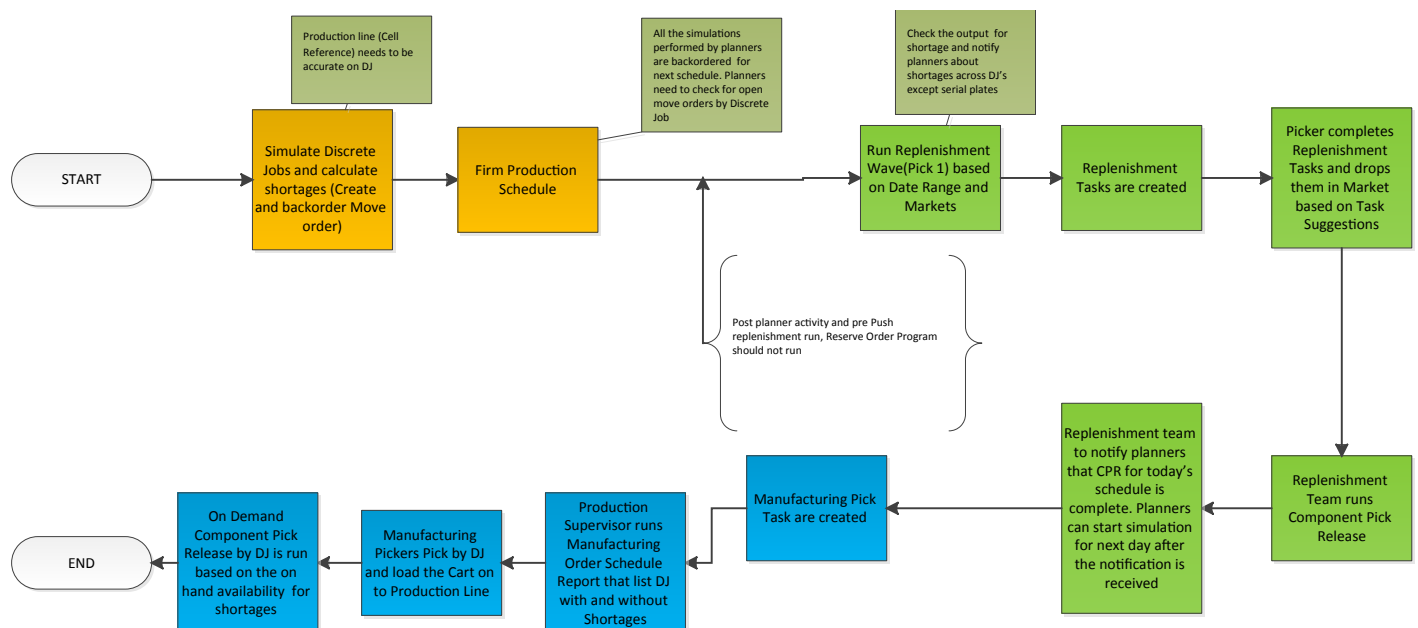 Production line (Cell
Reference) needs to be
accurate on DJ
All the simulations
performed by planners
are backordered for
next schedule. Planners
need to check for open
move orders by Discrete
Job
Check the output for
shortage and notify
planners about
shortages across DJ's
except serial plates
START
Simulate Discrete
Jobs and calculate
shortages (Create
and backorder Move
order)
Firm Production
Schedule
Run Replenishment
Wave(Pick 1) based
on Date Range and
Markets
Replenishment
Tasks are created
Picker completes
Replenishment
Tasks and drops
them in Market
based on Task
Suggestions
Post planner activity and pre Push
replenishment run, Reserve Order Program
should not run
Replenishment
Team runs
Component Pick
Release
Replenishment team
to notify planners
that CPR for today's
schedule is
complete. Planners
can start simulation
for next day after
the notification is
received
Manufacturing Pick
Task are created
Production
Supervisor runs
Manufacturing
Order Schedule
Report that list DJ
with and without
Shortages
Manufacturing
Pickers Pick by DJ
and load the Cart on
to Production Line
On Demand
Component Pick
Release by DJ is run
based on the on
hand availability for
shortages
END